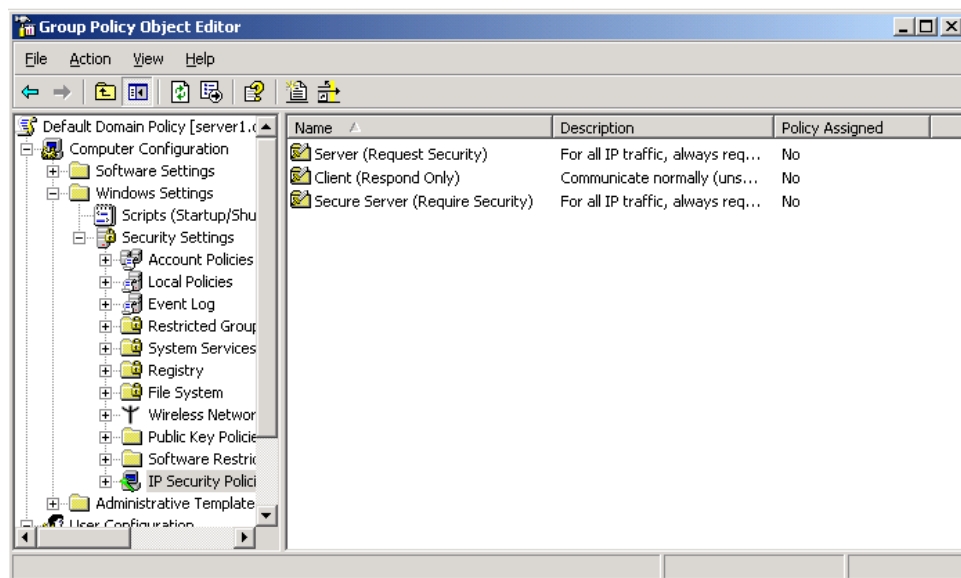 Group Policy Object Editor
File Action View Help
Default Domain Policy [server1.
Computer Configuration
Software Settings
Windows Settings
Scripts (Startup/Shu
Security Settings
Account Policies
Local Policies
Event Log
Restricted Group
System Services
Registry
File System
Wireless Networ
Public Key Policie
Software Restric
IP Security Polici
Administrative Template
User Configuration
Name Description Policy Assigned
Server (Request Security) For all IP traffic, always req... No
Client (Respond Only) Communicate normally (uns... No
Secure Server (Require Security) For all IP traffic, always req... No